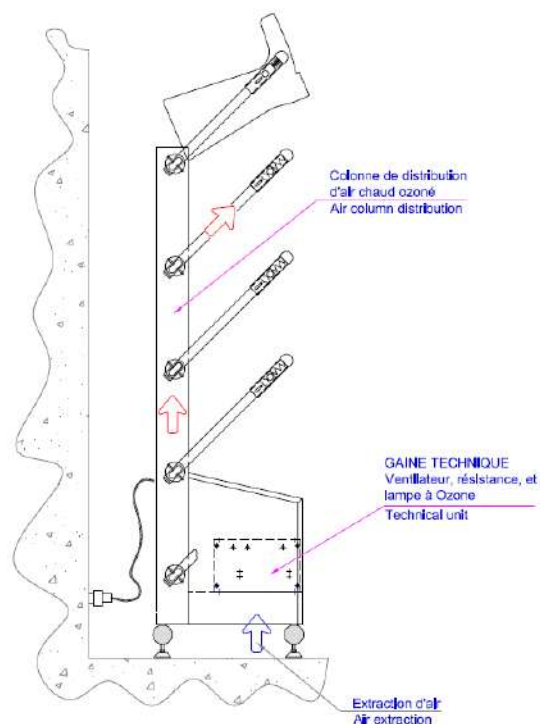 Colonne de distribution
d'air chaud ozoné
Air column distribution
GAINE TECHNIQUE
Ventilateur, résistance, et
lampe à Ozone
Technical unit
Extraction d'air
Air extraction